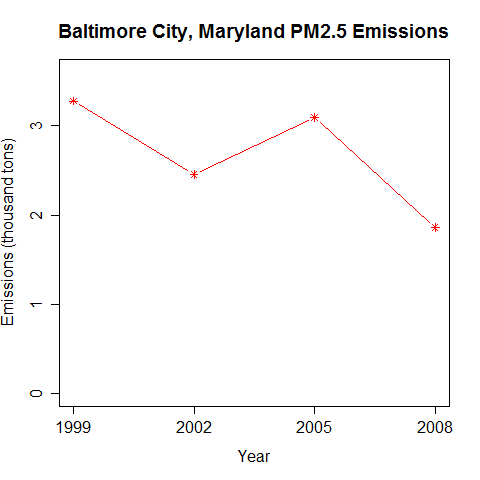 Baltimore City, Maryland PM2.5 Emissions
Emissions (thousand tons)
3
2
1
0
1999 2002 2005 2008
Year